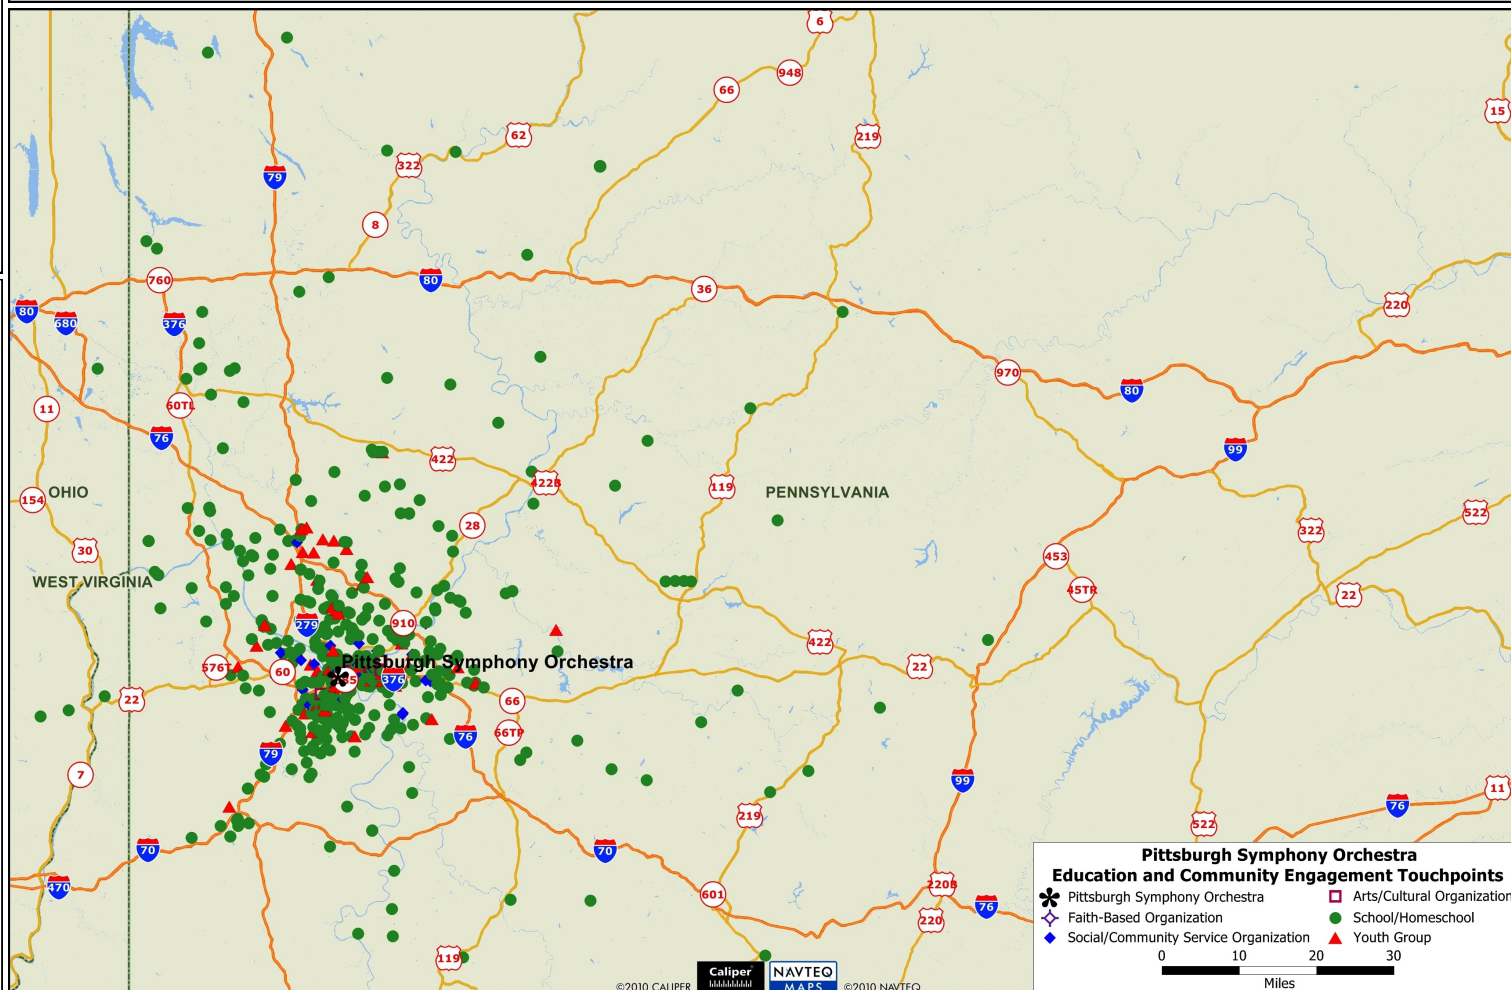 6
948
66
15
62
219
322
79
8
760
80
36
80
680
376
220
970
80
11
60TL
76
99
422
422B
119
154
OHIO
PENNSYLVANIA
28
522
322
30
453
WEST VIRGINIA
45TR
22
279
910
422
576T
60
Pittsburgh Symphony Orchestra
22
376
22
66
66TP
76
79
7
99
11
76
219
522
70
70
470
601
220B
76
220
119
Pittsburgh Symphony Orchestra
Education and Community Engagement Touchpoints
Pittsburgh Symphony Orchestra
Arts/Cultural Organization
Faith-Based Organization
School/Homeschool
Social/Community Service Organization
Youth Group
0 10 20 30
Miles
Caliper
NAVTEQ
MAPS
©2010 CALIPER
©2010 NAVTEQ